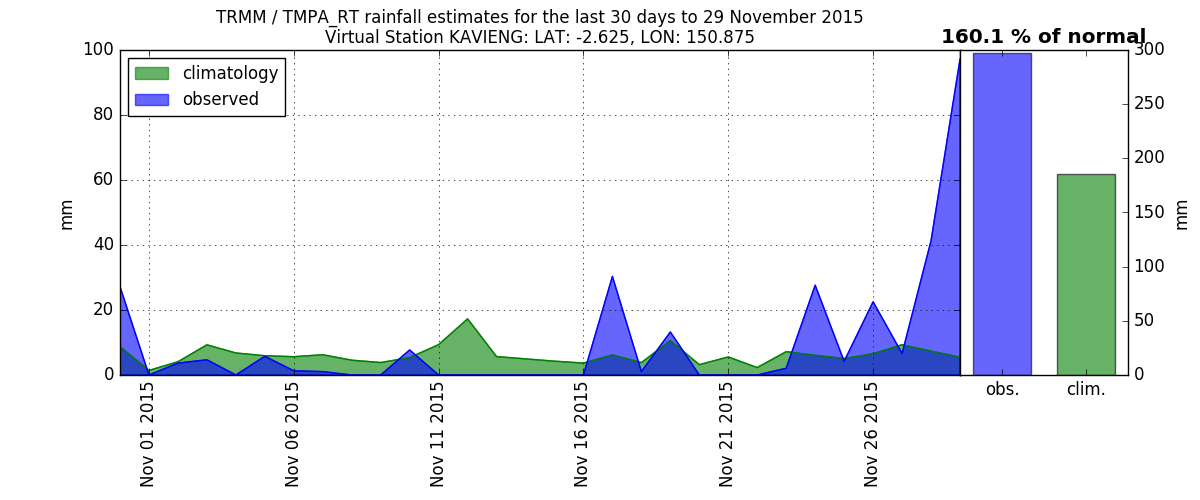 TRMM / TMPA_RT rainfall estimates for the last 30 days to 29 November 2015
Virtual Station KAVIENG: LAT: -2.625, LON: 150.875
160.1 % of normal
climatology
observed
100
80
60
40
20
0
mm
300
250
200
150
100
50
0
mm
Nov 01 2015
Nov 06 2015
Nov 11 2015
Nov 16 2015
Nov 21 2015
Nov 26 2015
obs.
clim.